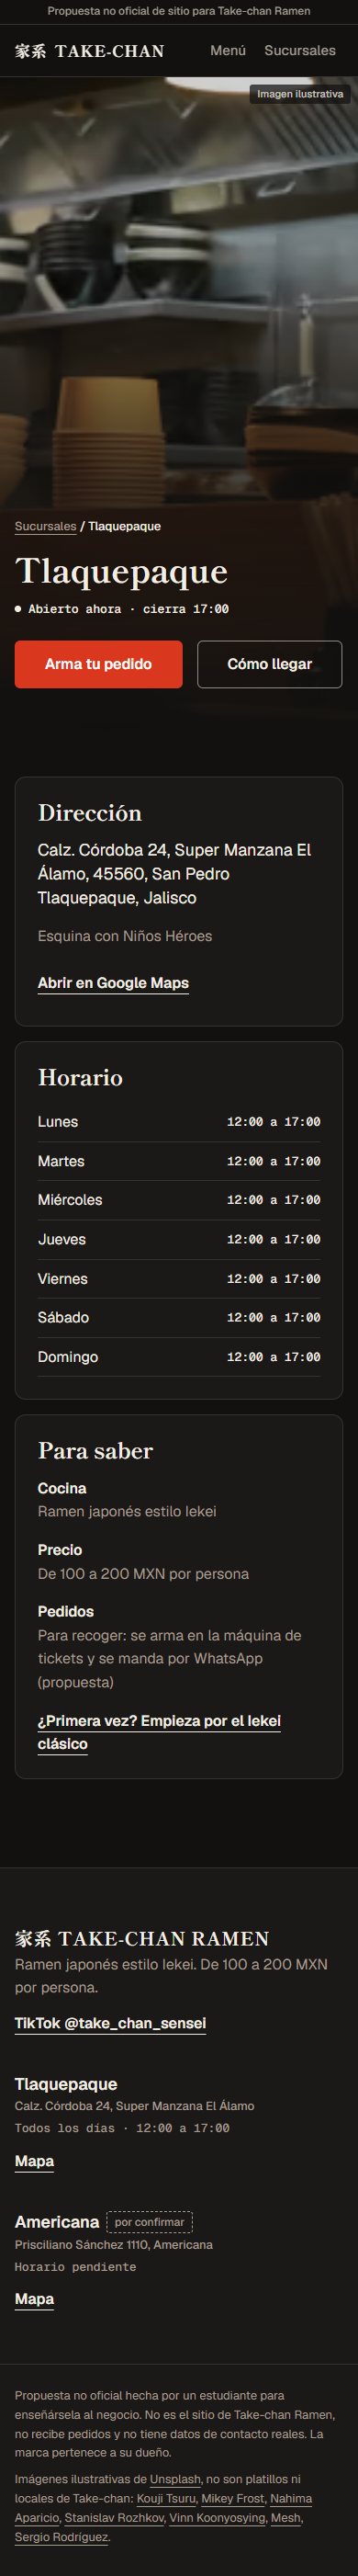 Propuesta no oficial de sitio para Take-chan Ramen
家系 TAKE-CHAN
Menú
Sucursales
Imagen ilustrativa
Sucursales / Tlaquepaque
Tlaquepaque
Abierto ahora · cierra 17:00
Arma tu pedido
Cómo llegar
Dirección
Calz. Córdoba 24, Super Manzana El
Álamo, 45560, San Pedro
Tlaquepaque, Jalisco
Esquina con Niños Héroes
Abrir en Google Maps
Horario
Lunes 12:00 a 17:00
Martes 12:00 a 17:00
Miércoles 12:00 a 17:00
Jueves 12:00 a 17:00
Viernes 12:00 a 17:00
Sábado 12:00 a 17:00
Domingo 12:00 a 17:00
Para saber
Cocina
Ramen japonés estilo Iekei
Precio
De 100 a 200 MXN por persona
Pedidos
Para recoger: se arma en la máquina de
tickets y se manda por WhatsApp
(propuesta)
¿Primera vez? Empieza por el Iekei
clásico
家系 TAKE-CHAN RAMEN
Ramen japonés estilo Iekei. De 100 a 200 MXN
por persona.
TikTok @take_chan_sensei
Tlaquepaque
Calz. Córdoba 24, Super Manzana El Álamo
Todos los días · 12:00 a 17:00
Mapa
Americana por confirmar
Prisciliano Sánchez 1110, Americana
Horario pendiente
Mapa
Propuesta no oficial hecha por un estudiante para
enseñársela al negocio. No es el sitio de Take-chan Ramen,
no recibe pedidos y no tiene datos de contacto reales. La
marca pertenece a su dueño.
Imágenes ilustrativas de Unsplash, no son platillos ni
locales de Take-chan: Kouji Tsuru, Mikey Frost, Nahima
Aparicio, Stanislav Rozhkov, Vinn Koonyosying, Mesh,
Sergio Rodríguez.